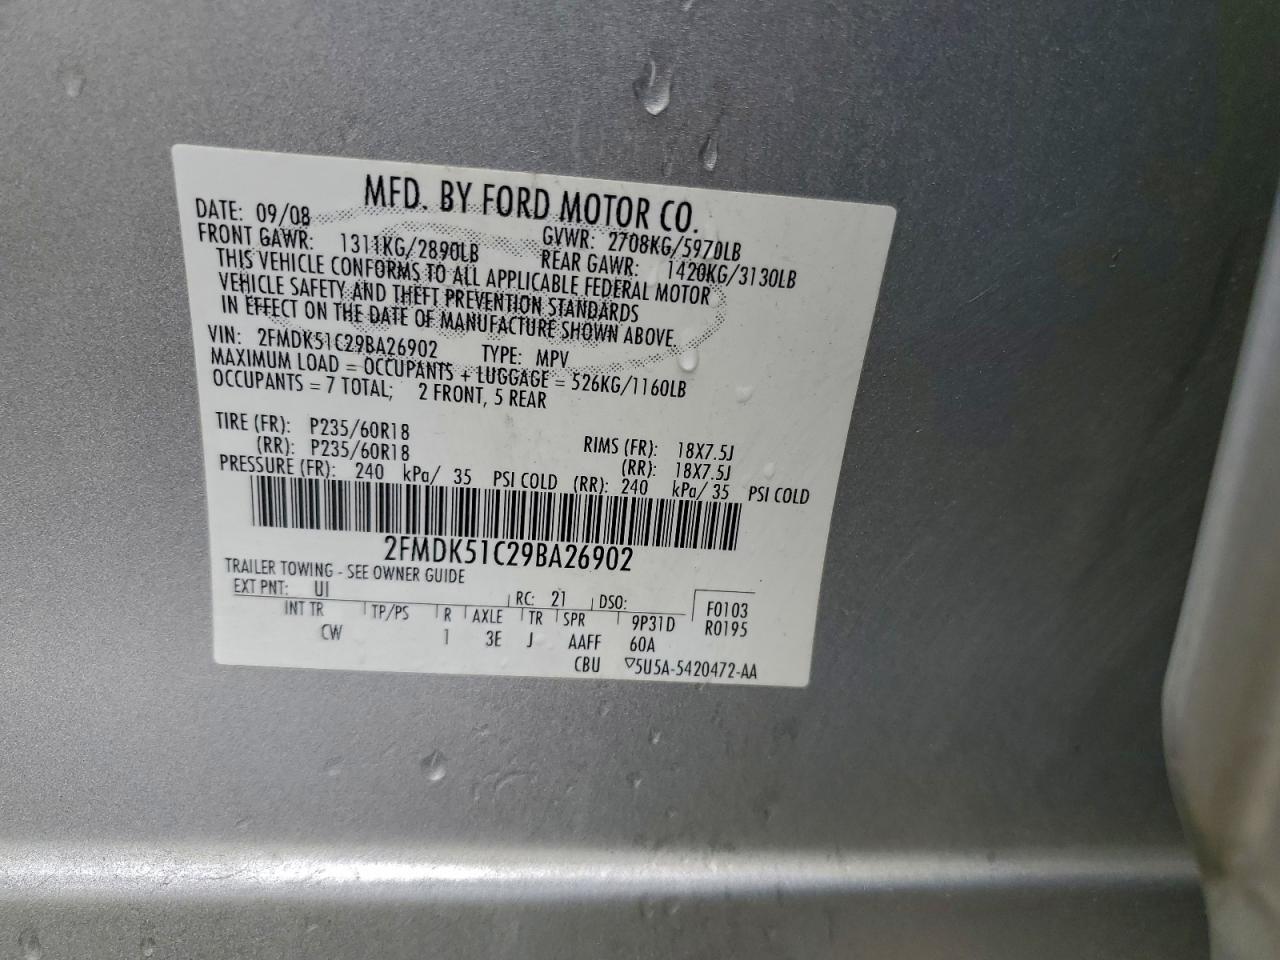 MFD. BY FORD MOTOR CO.
DATE: 09/08 GVWR: 2708KG/5970LB
FRONT GAWR: 1311KG/2890LB REAR GAWR: 1420KG/3130LB
THIS VEHICLE CONFORMS TO ALL APPLICABLE FEDERAL MOTOR
VEHICLE SAFETY AND THEFT PREVENTION STANDARDS
IN EFFECT ON THE DATE OF MANUFACTURE SHOWN ABOVE.
VIN: 2FMDK51C29BA26902 TYPE: MPV
MAXIMUM LOAD = OCCUPANTS + LUGGAGE = 526KG/1160LB
OCCUPANTS = 7 TOTAL; 2 FRONT, 5 REAR
TIRE (FR): P235/60R18 RIMS (FR): 18X7.5J
(RR): P235/60R18 (RR): 18X7.5J
PRESSURE (FR): 240 kPa/ 35 PSI COLD (RR): 240 kPa/ 35 PSI COLD
2FMDK51C29BA26902
TRAILER TOWING - SEE OWNER GUIDE
EXT PNT: UI RC: 21 DSO: F0103
INT TR TP/PS R AXLE TR SPR 9P31D R0195
CW 1 3E J AAFF 60A
CBU ▽5U5A-5420472-AA